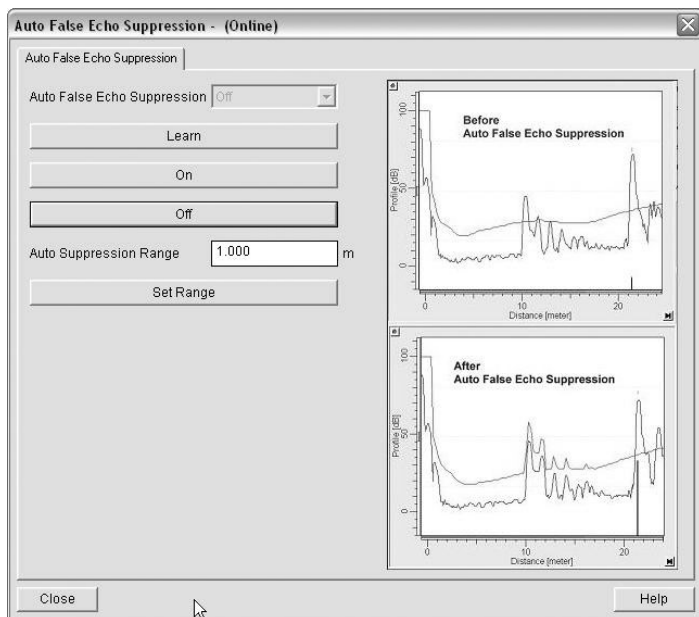 Auto False Echo Suppression - (Online)
Auto False Echo Suppression
Auto False Echo Suppression Off
Learn
On
Off
Auto Suppression Range 1.000 m
Set Range
Before
Auto False Echo Suppression
Profile [dB]
100
50
0
0 10 20
Distance [meter]
After
Auto False Echo Suppression
Profile [dB]
100
50
0
0 10 20
Distance [meter]
Close
Help